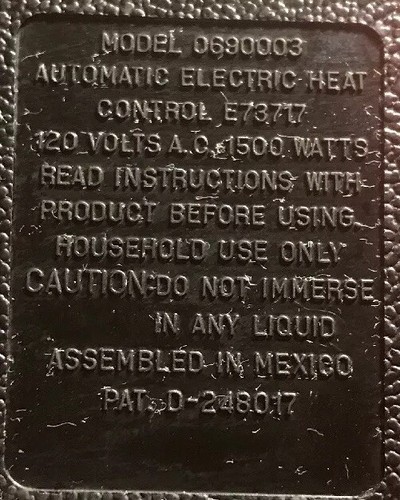 MODEL 0690003
AUTOMATIC ELECTRIC HEAT
CONTROL E73717
120 VOLTS A.C. 1500 WATTS
READ INSTRUCTIONS WITH
PRODUCT BEFORE USING
HOUSEHOLD USE ONLY
CAUTION: DO NOT IMMERSE
IN ANY LIQUID
ASSEMBLED IN MEXICO
PAT. D-248017